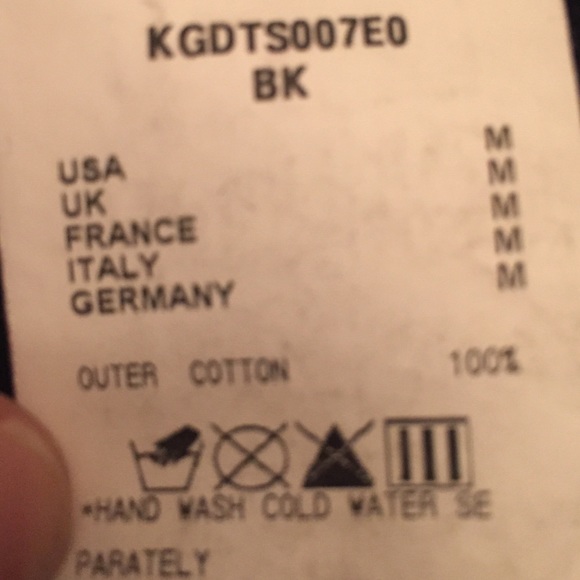 KGDTS007E0
BK
USA M
UK M
FRANCE M
ITALY M
GERMANY M
OUTER COTTON 100%
*HAND WASH COLD WATER SE
PARATELY